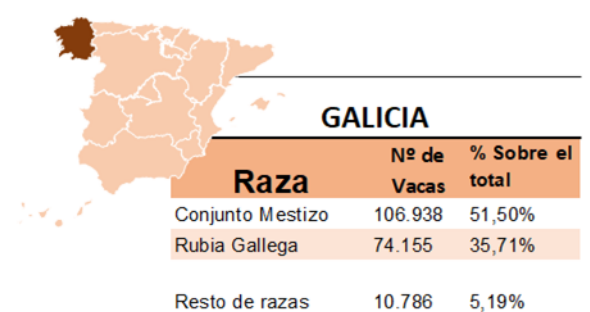 GALICIA
Raza Nº de Vacas % Sobre el total
Conjunto Mestizo 106.938 51,50%
Rubia Gallega 74.155 35,71%
Resto de razas 10.786 5,19%